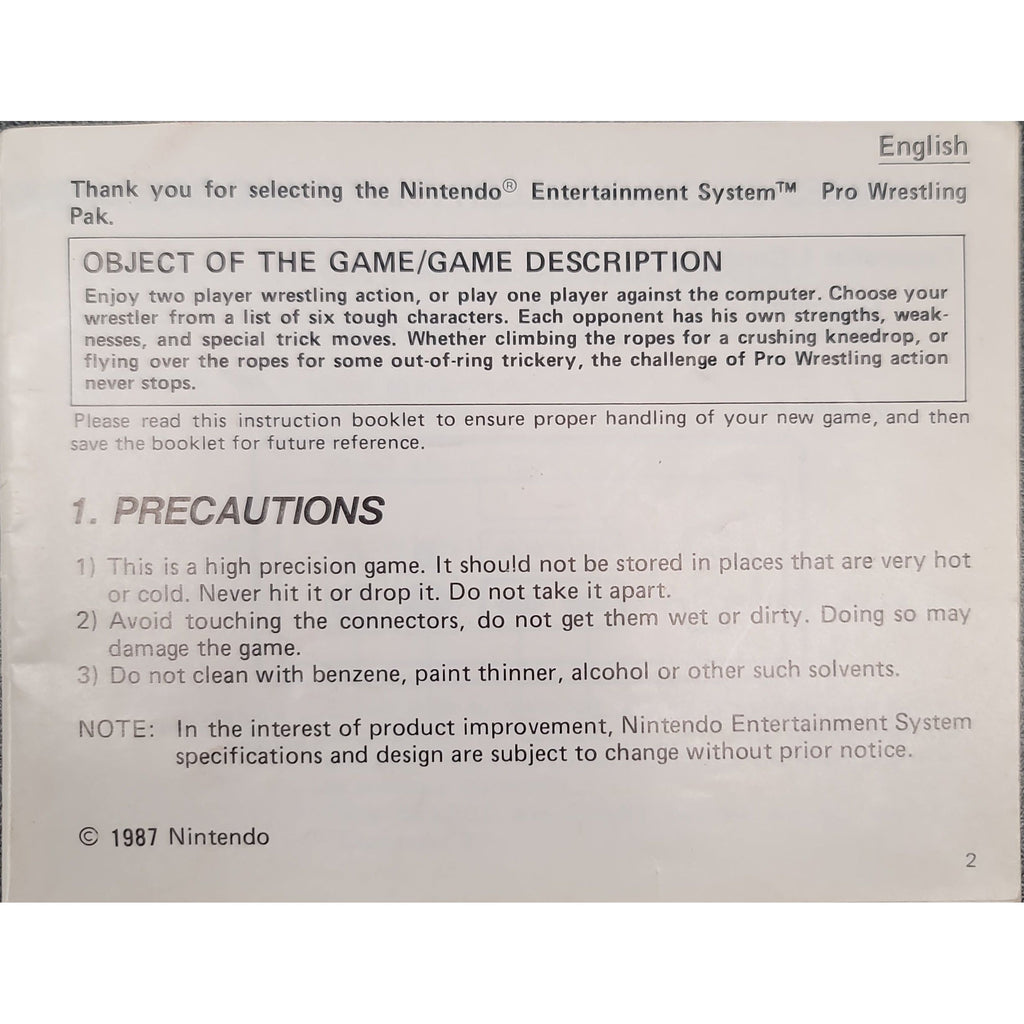 English
Thank you for selecting the Nintendo® Entertainment System™ Pro Wrestling
Pak.
OBJECT OF THE GAME/GAME DESCRIPTION
Enjoy two player wrestling action, or play one player against the computer. Choose your
wrestler from a list of six tough characters. Each opponent has his own strengths, weak-
nesses, and special trick moves. Whether climbing the ropes for a crushing kneedrop, or
flying over the ropes for some out-of-ring trickery, the challenge of Pro Wrestling action
never stops.
Please read this instruction booklet to ensure proper handling of your new game, and then
save the booklet for future reference.
1. PRECAUTIONS
1) This is a high precision game. It should not be stored in places that are very hot
or cold. Never hit it or drop it. Do not take it apart.
2) Avoid touching the connectors, do not get them wet or dirty. Doing so may
damage the game.
3) Do not clean with benzene, paint thinner, alcohol or other such solvents.
NOTE: In the interest of product improvement, Nintendo Entertainment System
specifications and design are subject to change without prior notice.
© 1987 Nintendo
2